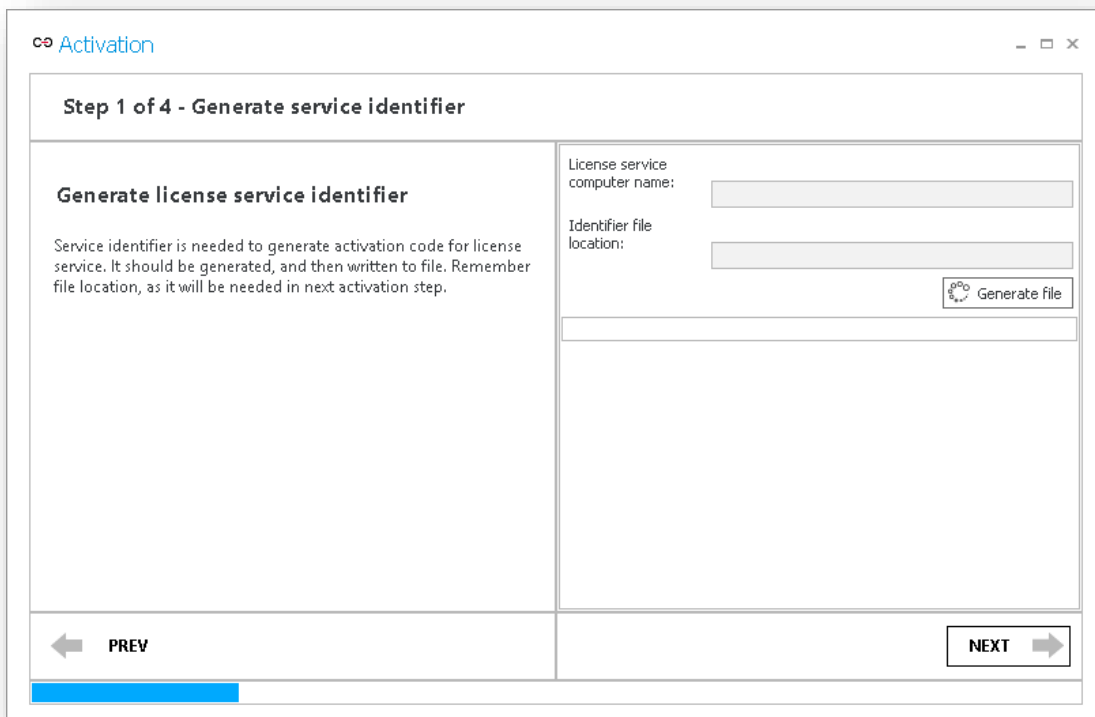 Activation
Step 1 of 4 - Generate service identifier
Generate license service identifier
Service identifier is needed to generate activation code for license
service. It should be generated, and then written to file. Remember
file location, as it will be needed in next activation step.
License service
computer name:
Identifier file
location:
Generate file
PREV
NEXT